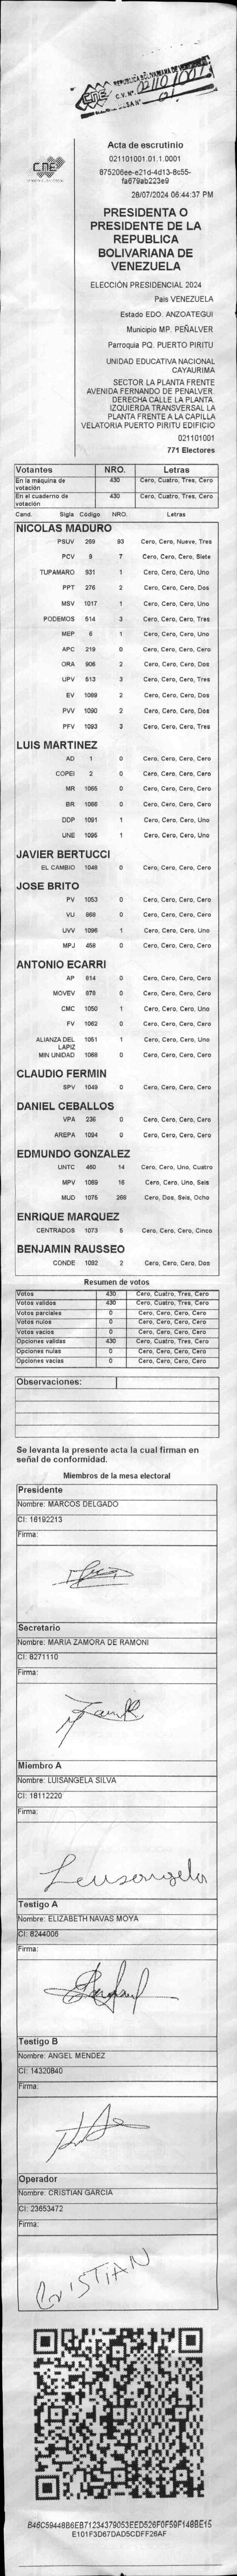 REPUBLICA BOLIVARIANA DE VENEZUELA
CNE
C.V. N°. 021101001
MESA N° 01
CNE
Acta de escrutinio
021101001.01.1.0001
875206ee-e21d-4d13-8c55-
fa679ab223e9
28/07/2024 06:44:37 PM
PRESIDENTA O
PRESIDENTE DE LA
REPUBLICA
BOLIVARIANA DE
VENEZUELA
ELECCIÓN PRESIDENCIAL 2024
Pais VENEZUELA
Estado EDO. ANZOATEGUI
Municipio MP. PEÑALVER
Parroquia PQ. PUERTO PIRITU
UNIDAD EDUCATIVA NACIONAL
CAYAURIMA
SECTOR LA PLANTA FRENTE
AVENIDA FERNANDO DE PENALVER.
DERECHA CALLE LA PLANTA.
IZQUIERDA TRANSVERSAL LA
PLANTA FRENTE A LA CAPILLA
VELATORIA PUERTO PIRITU EDIFICIO
021101001
771 Electores
Votantes NRO. Letras
En la máquina de votación 430 Cero, Cuatro, Tres, Cero
En el cuaderno de votación 430 Cero, Cuatro, Tres, Cero
Cand. Sigla Código NRO. Letras
NICOLAS MADURO
PSUV 259 93 Cero, Cero, Nueve, Tres
PCV 9 7 Cero, Cero, Cero, Siete
TUPAMARO 931 1 Cero, Cero, Cero, Uno
PPT 276 2 Cero, Cero, Cero, Dos
MSV 1017 1 Cero, Cero, Cero, Uno
PODEMOS 514 3 Cero, Cero, Cero, Tres
MEP 6 1 Cero, Cero, Cero, Uno
APC 219 0 Cero, Cero, Cero, Cero
ORA 906 2 Cero, Cero, Cero, Dos
UPV 513 3 Cero, Cero, Cero, Tres
EV 1089 2 Cero, Cero, Cero, Dos
PVV 1090 2 Cero, Cero, Cero, Dos
PFV 1093 3 Cero, Cero, Cero, Tres
LUIS MARTINEZ
AD 1 0 Cero, Cero, Cero, Cero
COPEI 2 0 Cero, Cero, Cero, Cero
MR 1065 0 Cero, Cero, Cero, Cero
BR 1066 0 Cero, Cero, Cero, Cero
DDP 1091 1 Cero, Cero, Cero, Uno
UNE 1095 1 Cero, Cero, Cero, Uno
JAVIER BERTUCCI
EL CAMBIO 1048 0 Cero, Cero, Cero, Cero
JOSE BRITO
PV 1053 0 Cero, Cero, Cero, Cero
VU 868 0 Cero, Cero, Cero, Cero
UVV 1096 1 Cero, Cero, Cero, Uno
MPJ 458 0 Cero, Cero, Cero, Cero
ANTONIO ECARRI
AP 814 0 Cero, Cero, Cero, Cero
MOVEV 878 0 Cero, Cero, Cero, Cero
CMC 1050 1 Cero, Cero, Cero, Uno
FV 1062 0 Cero, Cero, Cero, Cero
ALIANZA DEL LAPIZ 1051 1 Cero, Cero, Cero, Uno
MIN UNIDAD 1068 0 Cero, Cero, Cero, Cero
CLAUDIO FERMIN
SPV 1049 0 Cero, Cero, Cero, Cero
DANIEL CEBALLOS
VPA 236 0 Cero, Cero, Cero, Cero
AREPA 1094 0 Cero, Cero, Cero, Cero
EDMUNDO GONZALEZ
UNTC 460 14 Cero, Cero, Uno, Cuatro
MPV 1069 16 Cero, Cero, Uno, Seis
MUD 1075 268 Cero, Dos, Seis, Ocho
ENRIQUE MARQUEZ
CENTRADOS 1073 5 Cero, Cero, Cero, Cinco
BENJAMIN RAUSSEO
CONDE 1092 2 Cero, Cero, Cero, Dos
Resumen de votos
Votos 430 Cero, Cuatro, Tres, Cero
Votos validos 430 Cero, Cuatro, Tres, Cero
Votos parciales 0 Cero, Cero, Cero, Cero
Votos nulos 0 Cero, Cero, Cero, Cero
Votos vacios 0 Cero, Cero, Cero, Cero
Opciones validas 430 Cero, Cuatro, Tres, Cero
Opciones nulas 0 Cero, Cero, Cero, Cero
Opciones vacias 0 Cero, Cero, Cero, Cero
Observaciones:
Se levanta la presente acta la cual firman en
señal de conformidad.
Miembros de la mesa electoral
Presidente
Nombre: MARCOS DELGADO
CI: 16192213
Firma:
Secretario
Nombre: MARIA ZAMORA DE RAMONI
CI: 8271110
Firma:
Miembro A
Nombre: LUISANGELA SILVA
CI: 18112220
Firma:
Testigo A
Nombre: ELIZABETH NAVAS MOYA
CI: 8244006
Firma:
Testigo B
Nombre: ANGEL MENDEZ
CI: 14320840
Firma:
Operador
Nombre: CRISTIAN GARCIA
CI: 23653472
Firma:
CRISTIAN
B46C59448B6EB71234379053EED526F0F59F148BE15
E101F3D67DAD5CDFF26AF